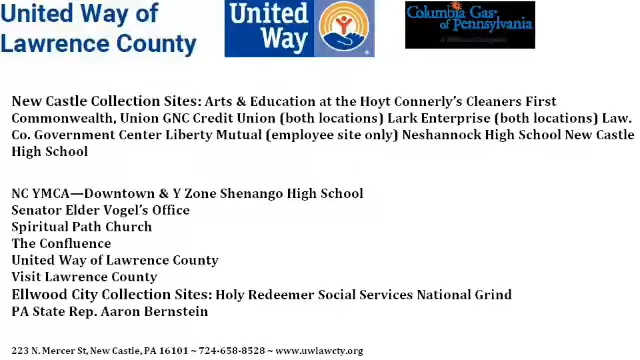 United Way of
Lawrence County
United
Way
Columbia Gas
of Pennsylvania
New Castle Collection Sites: Arts & Education at the Hoyt Connerly's Cleaners First
Commonwealth, Union GNC Credit Union (both locations) Lark Enterprise (both locations) Law.
Co. Government Center Liberty Mutual (employee site only) Neshannock High School New Castle
High School
NC YMCA—Downtown & Y Zone Shenango High School
Senator Elder Vogel's Office
Spiritual Path Church
The Confluence
United Way of Lawrence County
Visit Lawrence County
Ellwood City Collection Sites: Holy Redeemer Social Services National Grind
PA State Rep. Aaron Bernstein
223 N. Mercer St, New Castle, PA 16101 ~ 724-658-8528 ~ www.uwlawcty.org